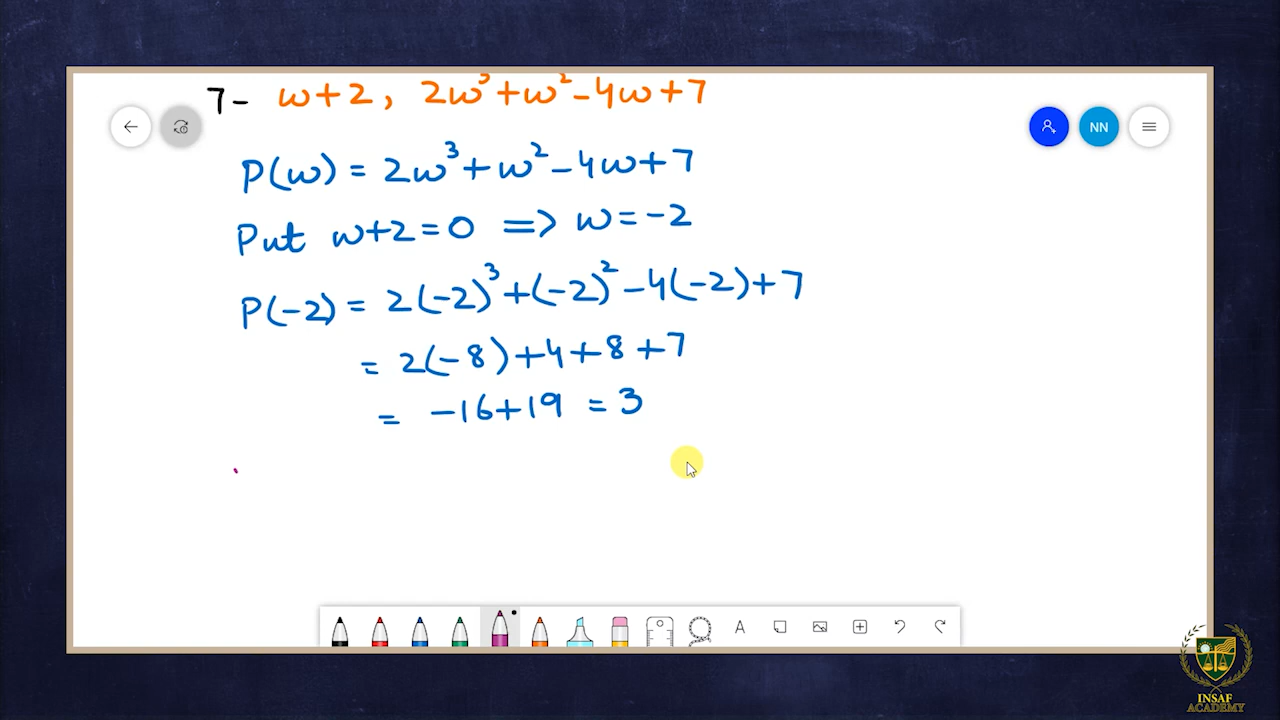 7- w+2, 2w³+w²-4w+7
NN
P(w) = 2w³+w²-4w+7
Put w+2=0 => w=-2
P(-2) = 2(-2)³+(-2)²-4(-2)+7
= 2(-8)+4+8+7
= -16+19 = 3
A
INSAF
ACADEMY